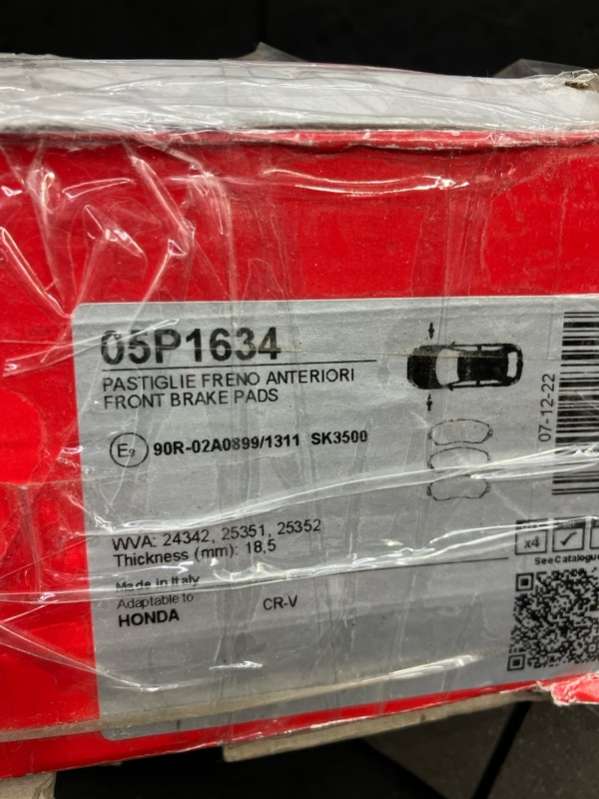 05P1634
PASTIGLIE FRENO ANTERIORI
FRONT BRAKE PADS
E9 90R-02A0899/1311 SK3500
WVA: 24342, 25351, 25352
Thickness (mm): 18,5
Made in Italy
Adaptable to
HONDA
CR-V
07-12-22
x4
See Catalogue